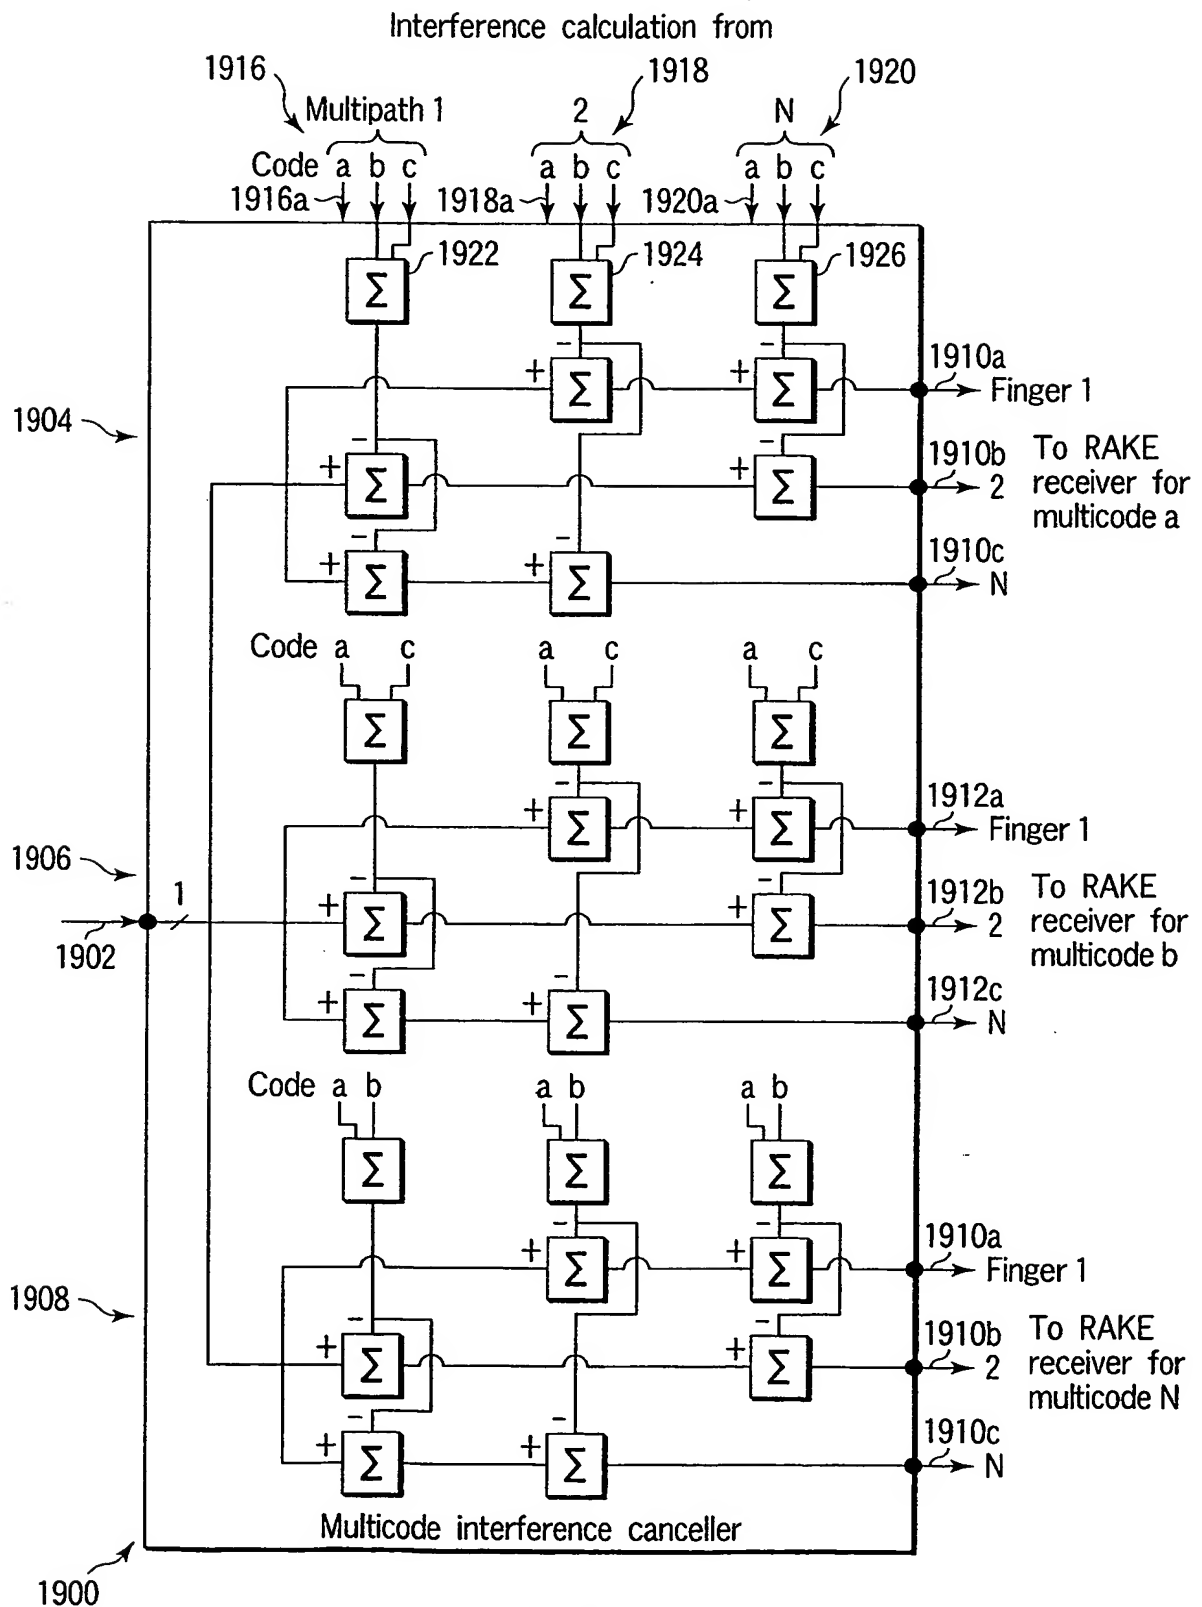 Interference calculation from
1916 1918 1920
Multipath 1 2 N
Code a b c a b c a b c
1916a 1918a 1920a
1922 1924 1926
Σ Σ Σ
− −
1910a
+ Σ + Σ Finger 1
1904
− −
1910b To RAKE
+ Σ + Σ 2 receiver for
multicode a
− −
1910c
+ Σ + Σ N
Code a c a c a c
Σ Σ Σ
− −
1912a
+ Σ + Σ Finger 1
1906
− −
1 1912b To RAKE
+ Σ + Σ 2 receiver for
1902 multicode b
− −
1912c
+ Σ + Σ N
Code a b a b a b
Σ Σ Σ
− −
1910a
+ Σ + Σ Finger 1
1908
− −
1910b To RAKE
+ Σ + Σ 2 receiver for
multicode N
− −
1910c
+ Σ + Σ N
Multicode interference canceller
1900